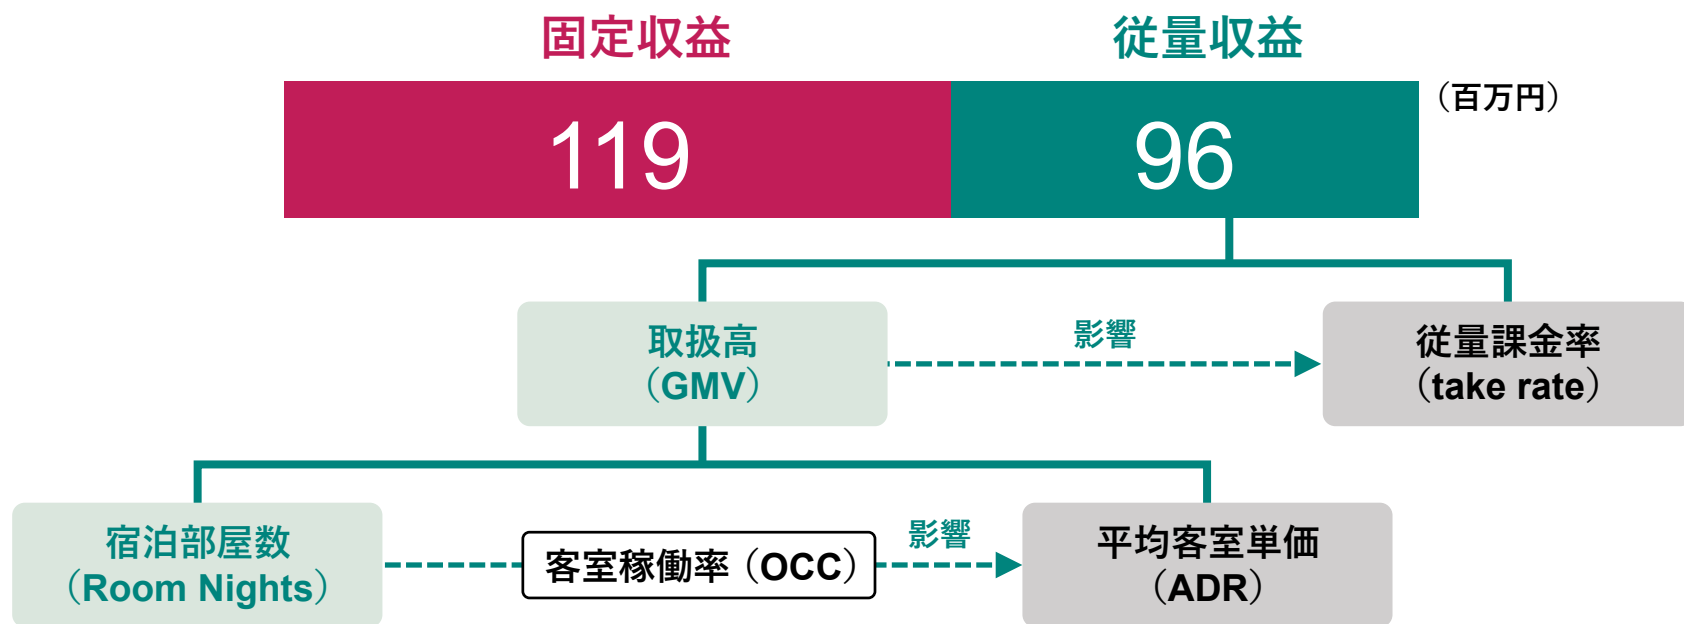 固定収益
従量収益
119
96
（百万円）
取扱高
（GMV）
影響
従量課金率
（take rate）
宿泊部屋数
（Room Nights）
客室稼働率（OCC）
影響
平均客室単価
（ADR）